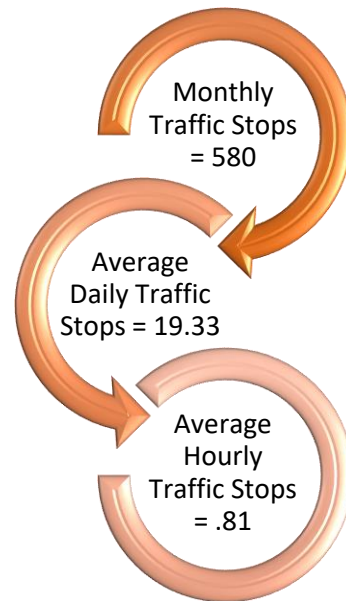 Monthly
Traffic Stops
= 580
Average
Daily Traffic
Stops = 19.33
Average
Hourly
Traffic Stops
= .81